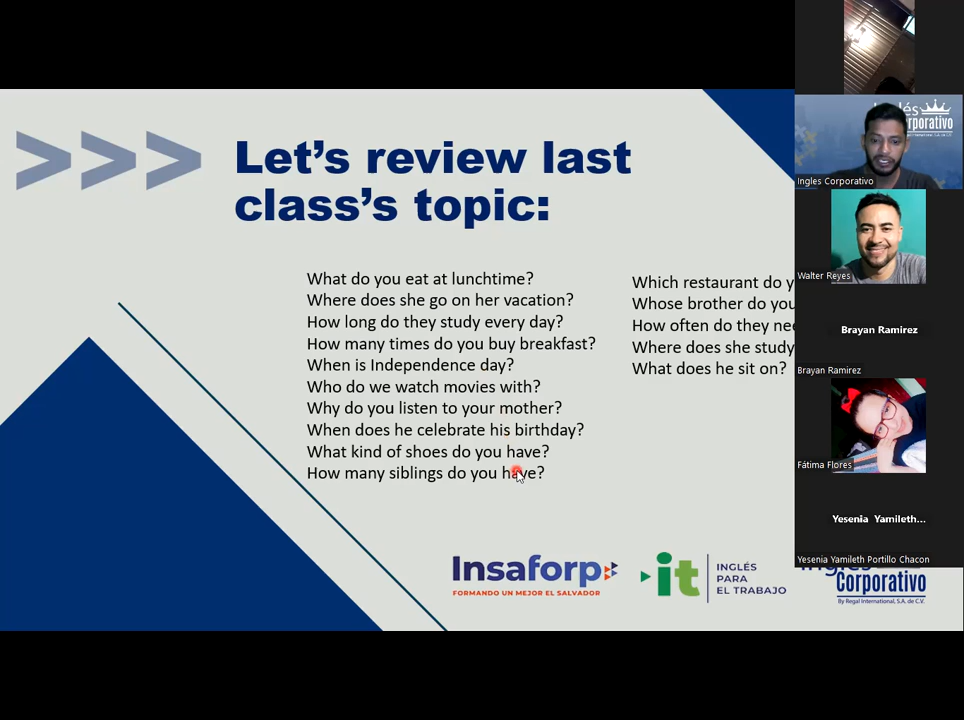 >>>
Let's review last
class's topic:
What do you eat at lunchtime?
Where does she go on her vacation?
How long do they study every day?
How many times do you buy breakfast?
When is Independence day?
Who do we watch movies with?
Why do you listen to your mother?
When does he celebrate his birthday?
What kind of shoes do you have?
How many siblings do you have?
Which restaurant do y
Whose brother do you
How often do they nee
Where does she study
What does he sit on?
Insaforp
FORMANDO UN MEJOR EL SALVADOR
it
INGLÉS
PARA
EL TRABAJO
Corporativo
By Regal International, S.A. de C.V.
Ingles Corporativo
Walter Reyes
Brayan Ramirez
Brayan Ramirez
Fátima Flores
Yesenia Yamileth...
Yesenia Yamileth Portillo Chacon